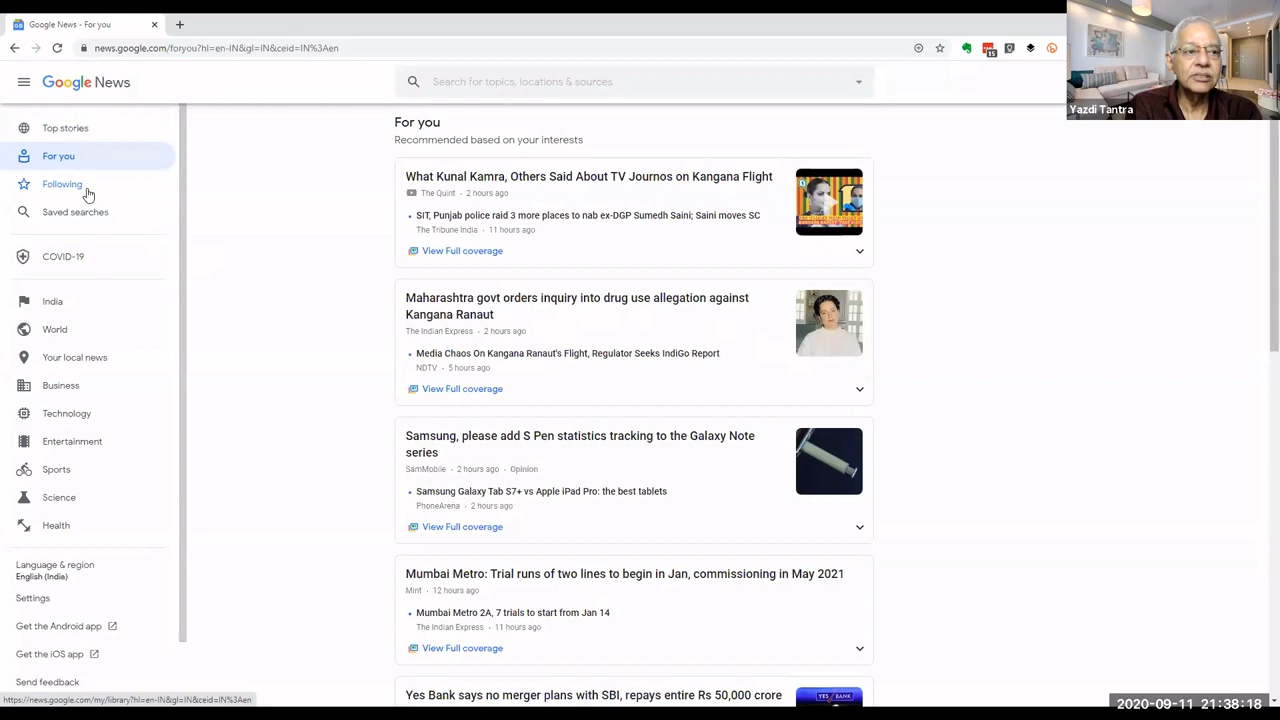 Google News - For you
news.google.com/foryou?hl=en-IN&gl=IN&ceid=IN%3Aen
15
Google News
Search for topics, locations & sources
Yazdi Tantra
Top stories
For you
Following
Saved searches
COVID-19
India
World
Your local news
Business
Technology
Entertainment
Sports
Science
Health
Language & region
English (India)
Settings
Get the Android app
Get the iOS app
Send feedback
https://news.google.com/my/library?hl=en-IN&gl=IN&ceid=IN%3Aen
For you
Recommended based on your interests
What Kunal Kamra, Others Said About TV Journos on Kangana Flight
The Quint • 2 hours ago
• SIT, Punjab police raid 3 more places to nab ex-DGP Sumedh Saini; Saini moves SC
The Tribune India • 11 hours ago
View Full coverage
Maharashtra govt orders inquiry into drug use allegation against
Kangana Ranaut
The Indian Express • 2 hours ago
• Media Chaos On Kangana Ranaut's Flight, Regulator Seeks IndiGo Report
NDTV • 5 hours ago
View Full coverage
Samsung, please add S Pen statistics tracking to the Galaxy Note
series
SamMobile • 2 hours ago • Opinion
• Samsung Galaxy Tab S7+ vs Apple iPad Pro: the best tablets
PhoneArena • 2 hours ago
View Full coverage
Mumbai Metro: Trial runs of two lines to begin in Jan, commissioning in May 2021
Mint • 12 hours ago
• Mumbai Metro 2A, 7 trials to start from Jan 14
The Indian Express • 11 hours ago
View Full coverage
Yes Bank says no merger plans with SBI, repays entire Rs 50,000 crore
YES BANK
2020-09-11 21:38:18